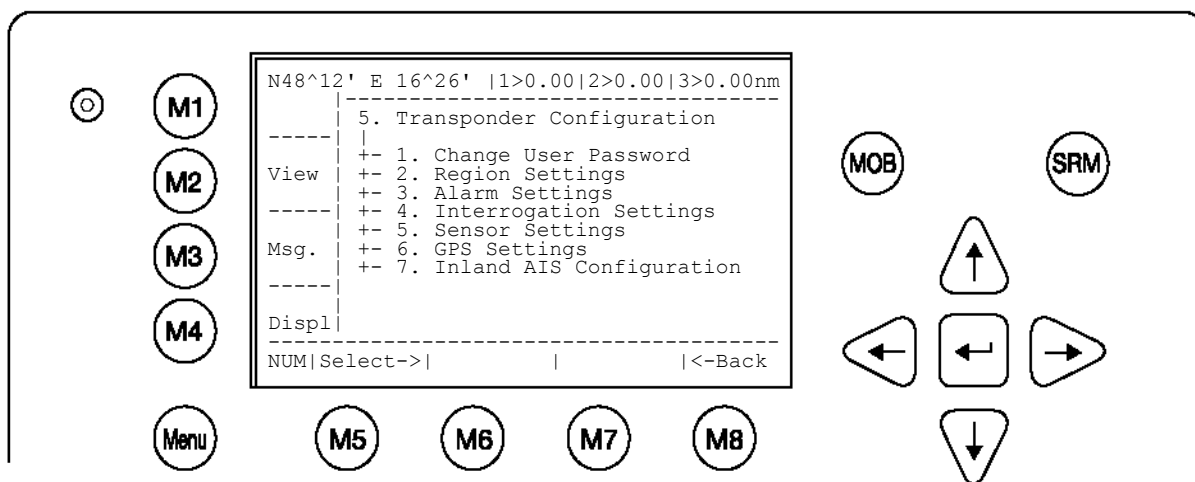 N48^12' E 16^26' |1>0.00|2>0.00|3>0.00nm
M1
5. Transponder Configuration
+- 1. Change User Password
M2
View
+- 2. Region Settings
+- 3. Alarm Settings
+- 4. Interrogation Settings
+- 5. Sensor Settings
M3
Msg.
+- 6. GPS Settings
+- 7. Inland AIS Configuration
M4
Displ
NUM|Select->| | |<-Back
MOB
SRM
Menu
M5
M6
M7
M8